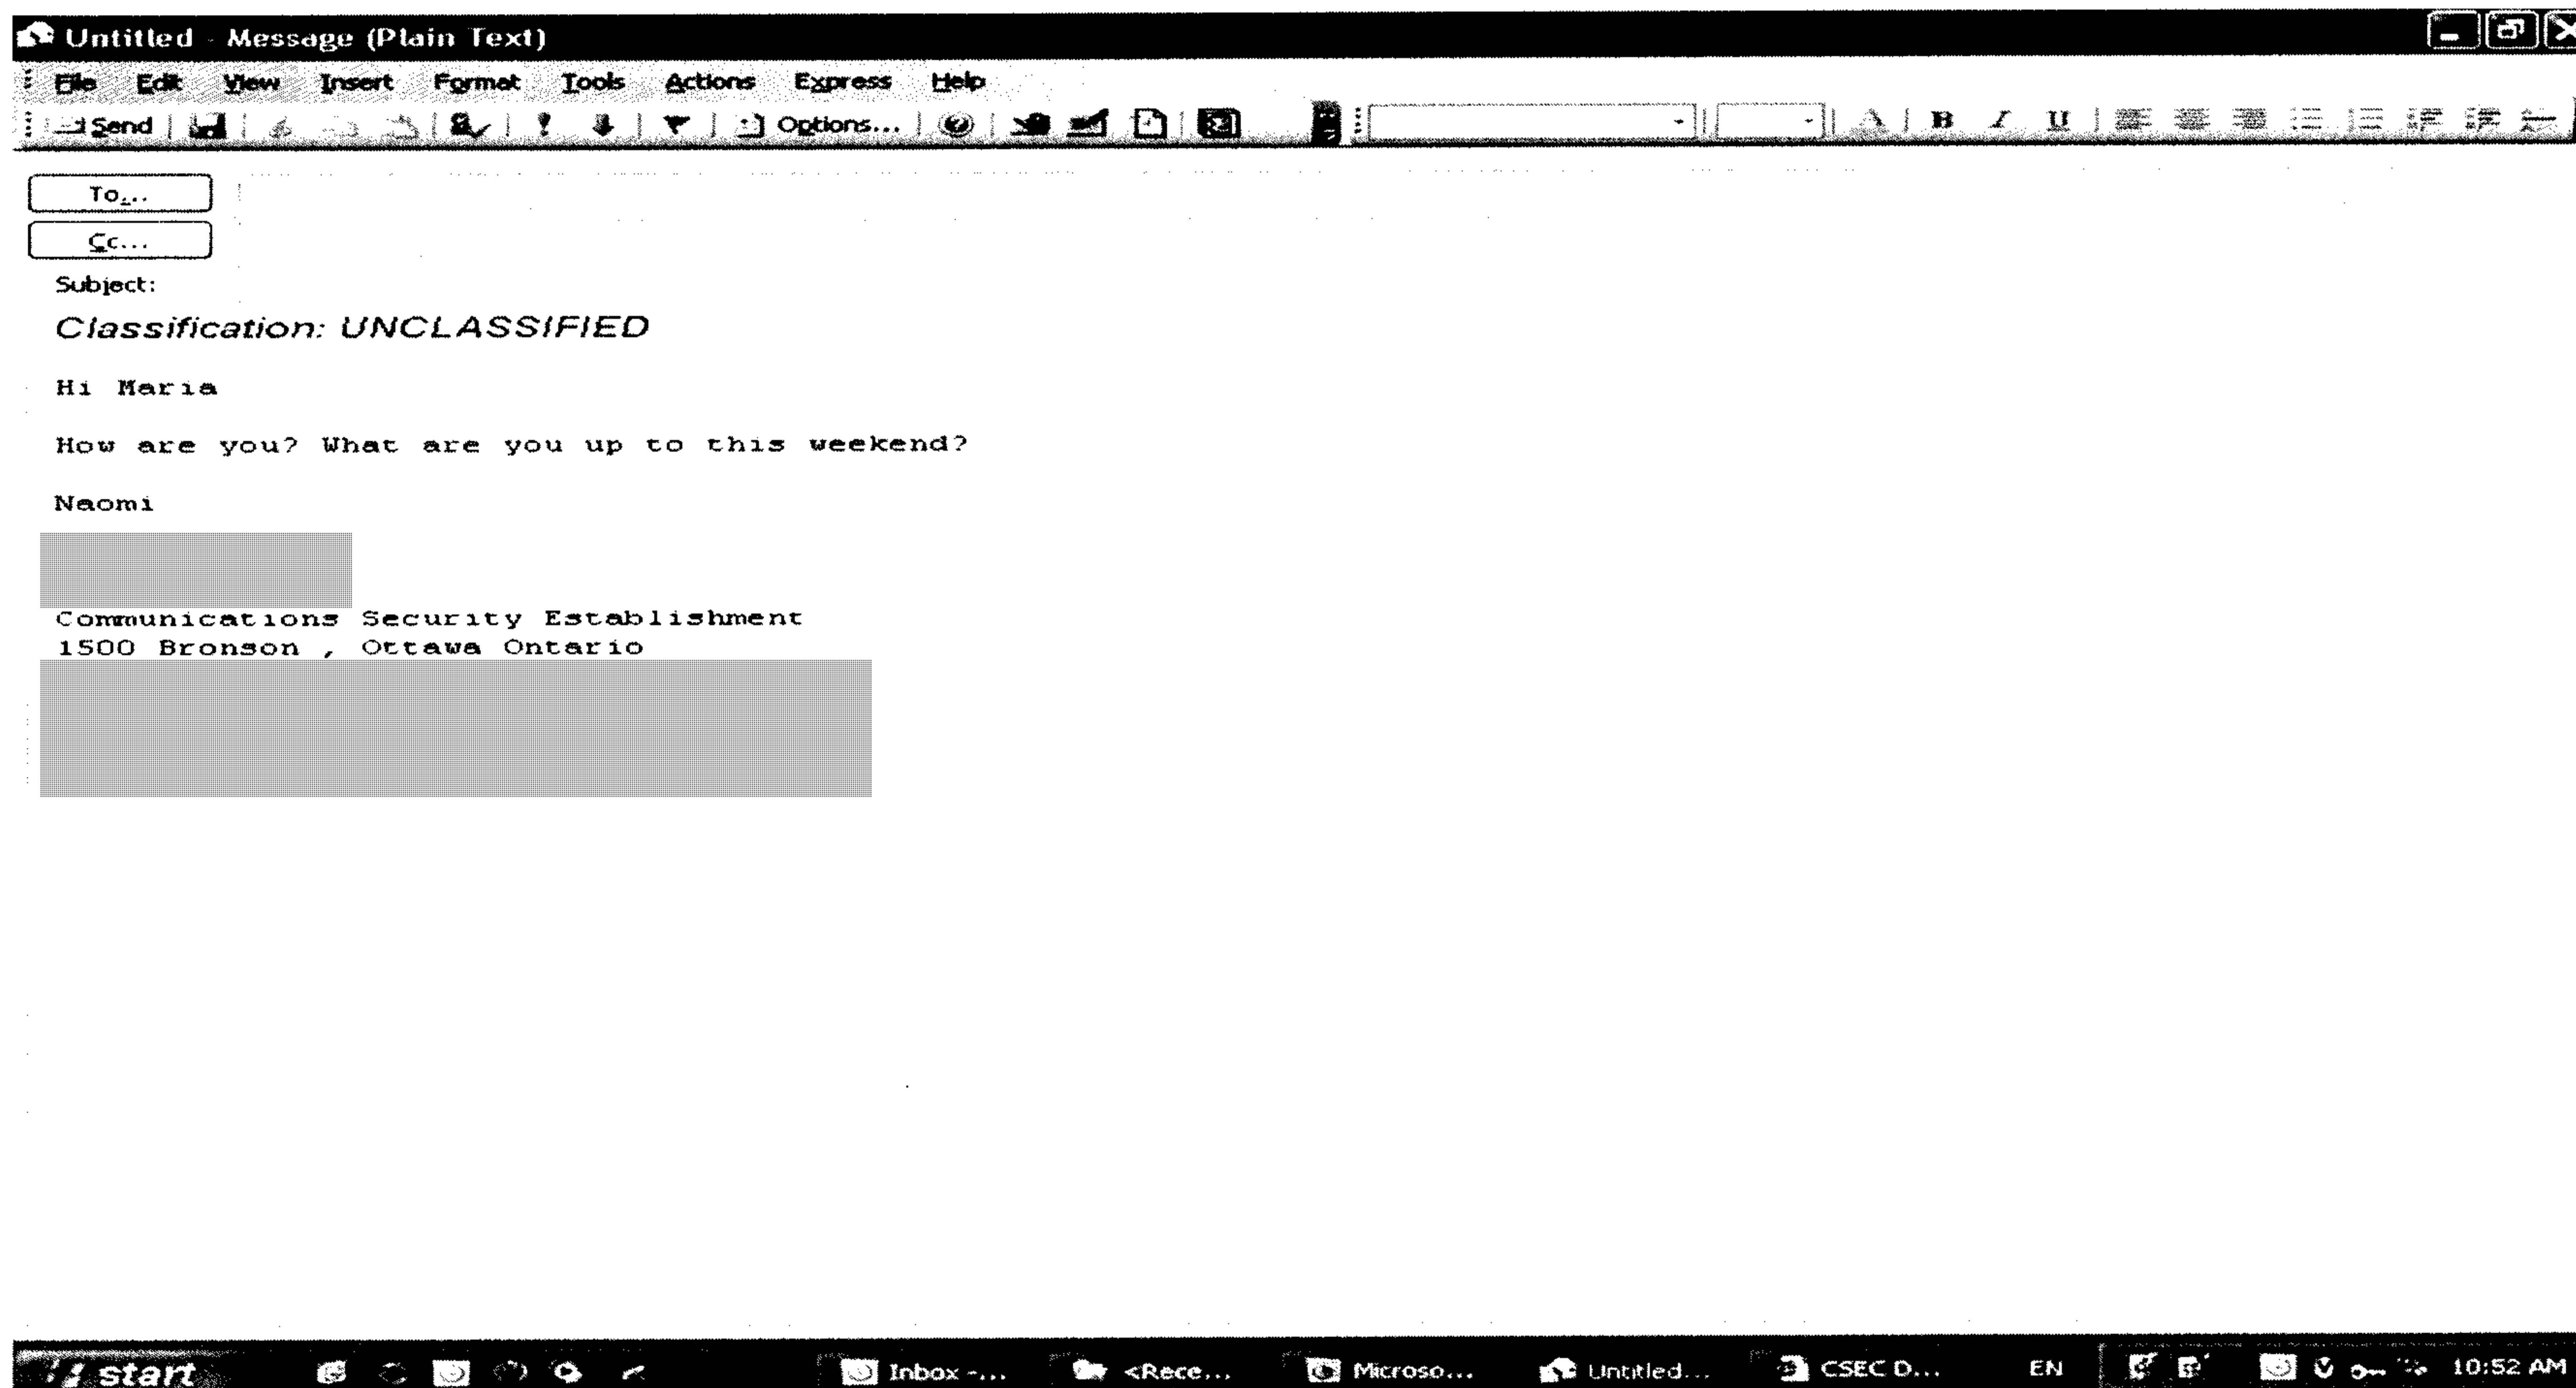 Untitled - Message (Plain Text)
File Edit View Insert Format Tools Actions Express Help
Send Options... A B I U
To...
Cc...
Subject:
Classification: UNCLASSIFIED
Hi Maria
How are you? What are you up to this weekend?
Naomi
Communications Security Establishment
1500 Bronson , Ottawa Ontario
start Inbox -... <Rece... Microso... Untitled... CSEC D... EN 10:52 AM